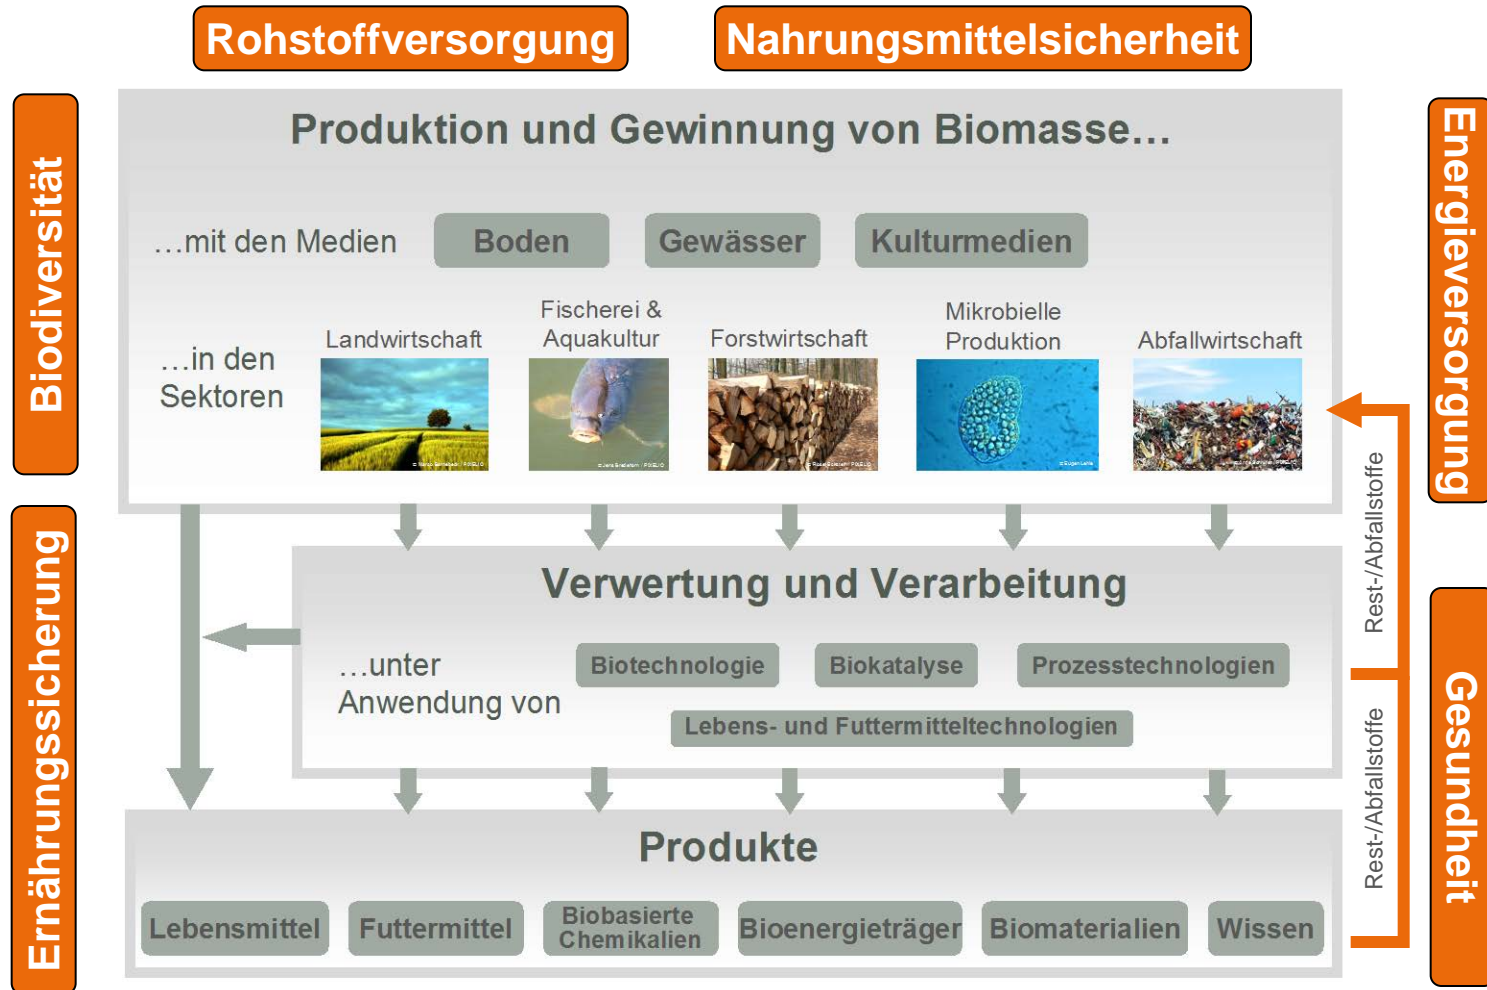 Rohstoffversorgung
Nahrungsmittelsicherheit
Biodiversität
Ernährungssicherung
Energieversorgung
Gesundheit
Produktion und Gewinnung von Biomasse…
…mit den Medien
Boden
Gewässer
Kulturmedien
…in den
Sektoren
Landwirtschaft
Fischerei &
Aquakultur
Forstwirtschaft
Mikrobielle
Produktion
Abfallwirtschaft
Rest-/Abfallstoffe
Verwertung und Verarbeitung
…unter
Anwendung von
Biotechnologie
Biokatalyse
Prozesstechnologien
Lebens- und Futtermitteltechnologien
Rest-/Abfallstoffe
Produkte
Lebensmittel
Futtermittel
Biobasierte
Chemikalien
Bioenergieträger
Biomaterialien
Wissen